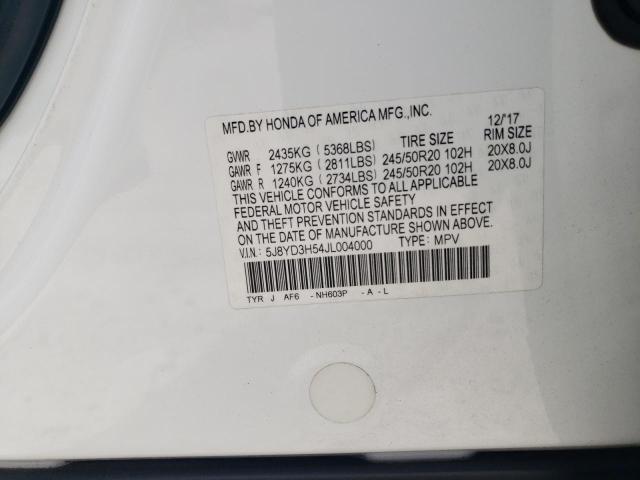 MFD.BY HONDA OF AMERICA MFG.,INC. 12/'17
TIRE SIZE RIM SIZE
GVWR 2435KG ( 5368LBS)
GAWR F 1275KG ( 2811LBS) 245/50R20 102H 20X8.0J
GAWR R 1240KG ( 2734LBS) 245/50R20 102H 20X8.0J
THIS VEHICLE CONFORMS TO ALL APPLICABLE
FEDERAL MOTOR VEHICLE SAFETY
AND THEFT PREVENTION STANDARDS IN EFFECT
ON THE DATE OF MANUFACTURE SHOWN ABOVE.
V.I.N.: 5J8YD3H54JL004000 TYPE: MPV
TYR J AF6 - NH603P - A - L